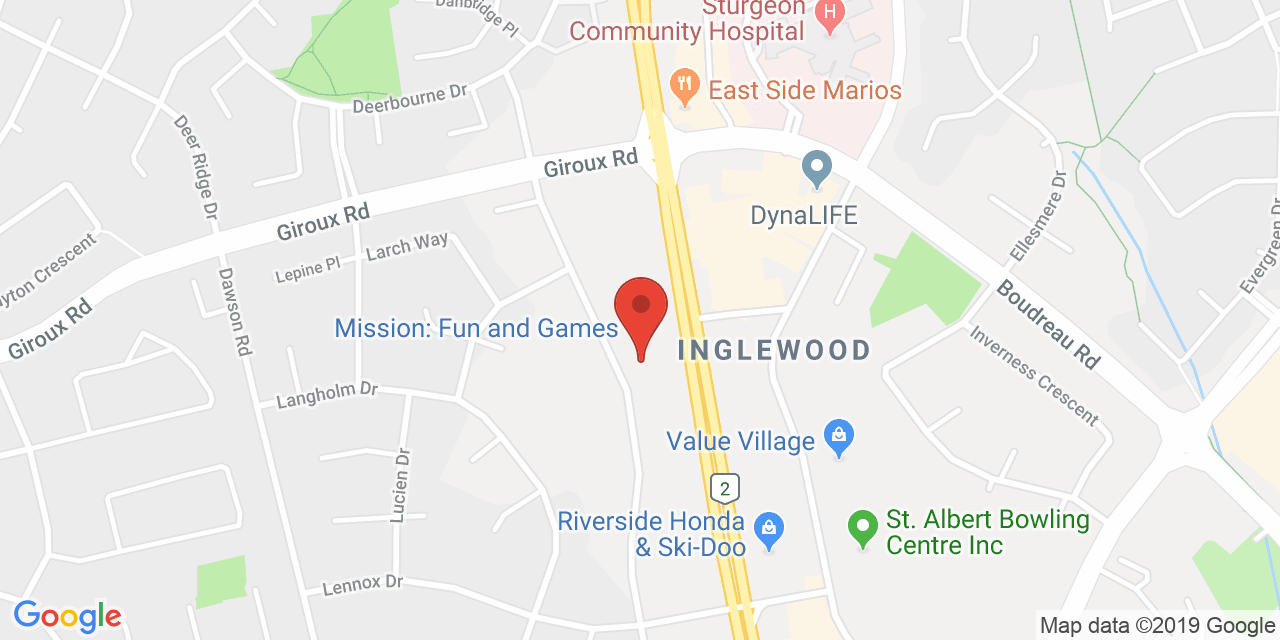 Danbridge Pl
Sturgeon
Community Hospital
H
East Side Marios
Deerbourne Dr
Deer Ridge Dr
Giroux Rd
DynaLIFE
Ellesmere Dr
Evergreen Dr
Giroux Rd
Larch Way
Lepine Pl
yton Crescent
Giroux Rd
Dawson Rd
Boudreau Rd
Mission: Fun and Games
INGLEWOOD
Inverness Crescent
Langholm Dr
Value Village
Lucien Dr
2
Riverside Honda
& Ski-Doo
St. Albert Bowling
Centre Inc
Lennox Dr
Google
Map data ©2019 Google